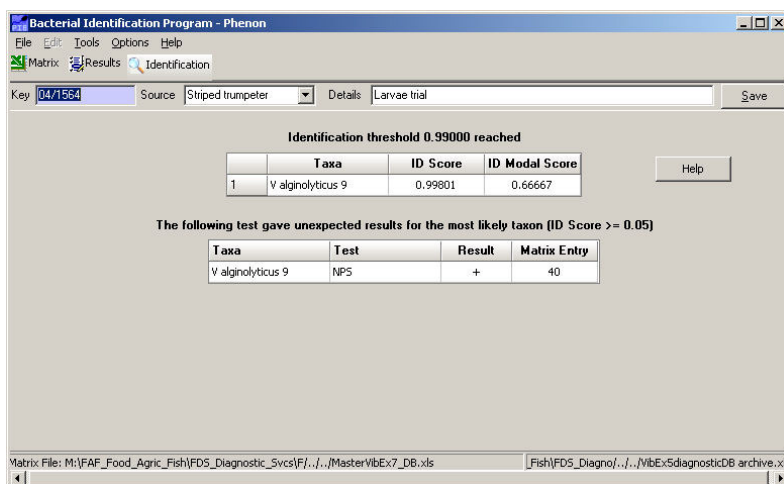 Bacterial Identification Program - Phenon
File Edit Tools Options Help
Matrix Results Identification
Key 04/1564 Source Striped trumpeter Details Larvae trial Save
Identification threshold 0.99000 reached
Taxa ID Score ID Modal Score
1 V alginolyticus 9 0.99801 0.66667
Help
The following test gave unexpected results for the most likely taxon (ID Score >= 0.05)
Taxa Test Result Matrix Entry
V alginolyticus 9 NPS + 40
Matrix File: M:\FAF_Food_Agric_Fish\FDS_Diagnostic_Svcs\F/../../MasterVibEx7_DB.xls _Fish\FDS_Diagno/../../VibEx5diagnosticDB archive.x